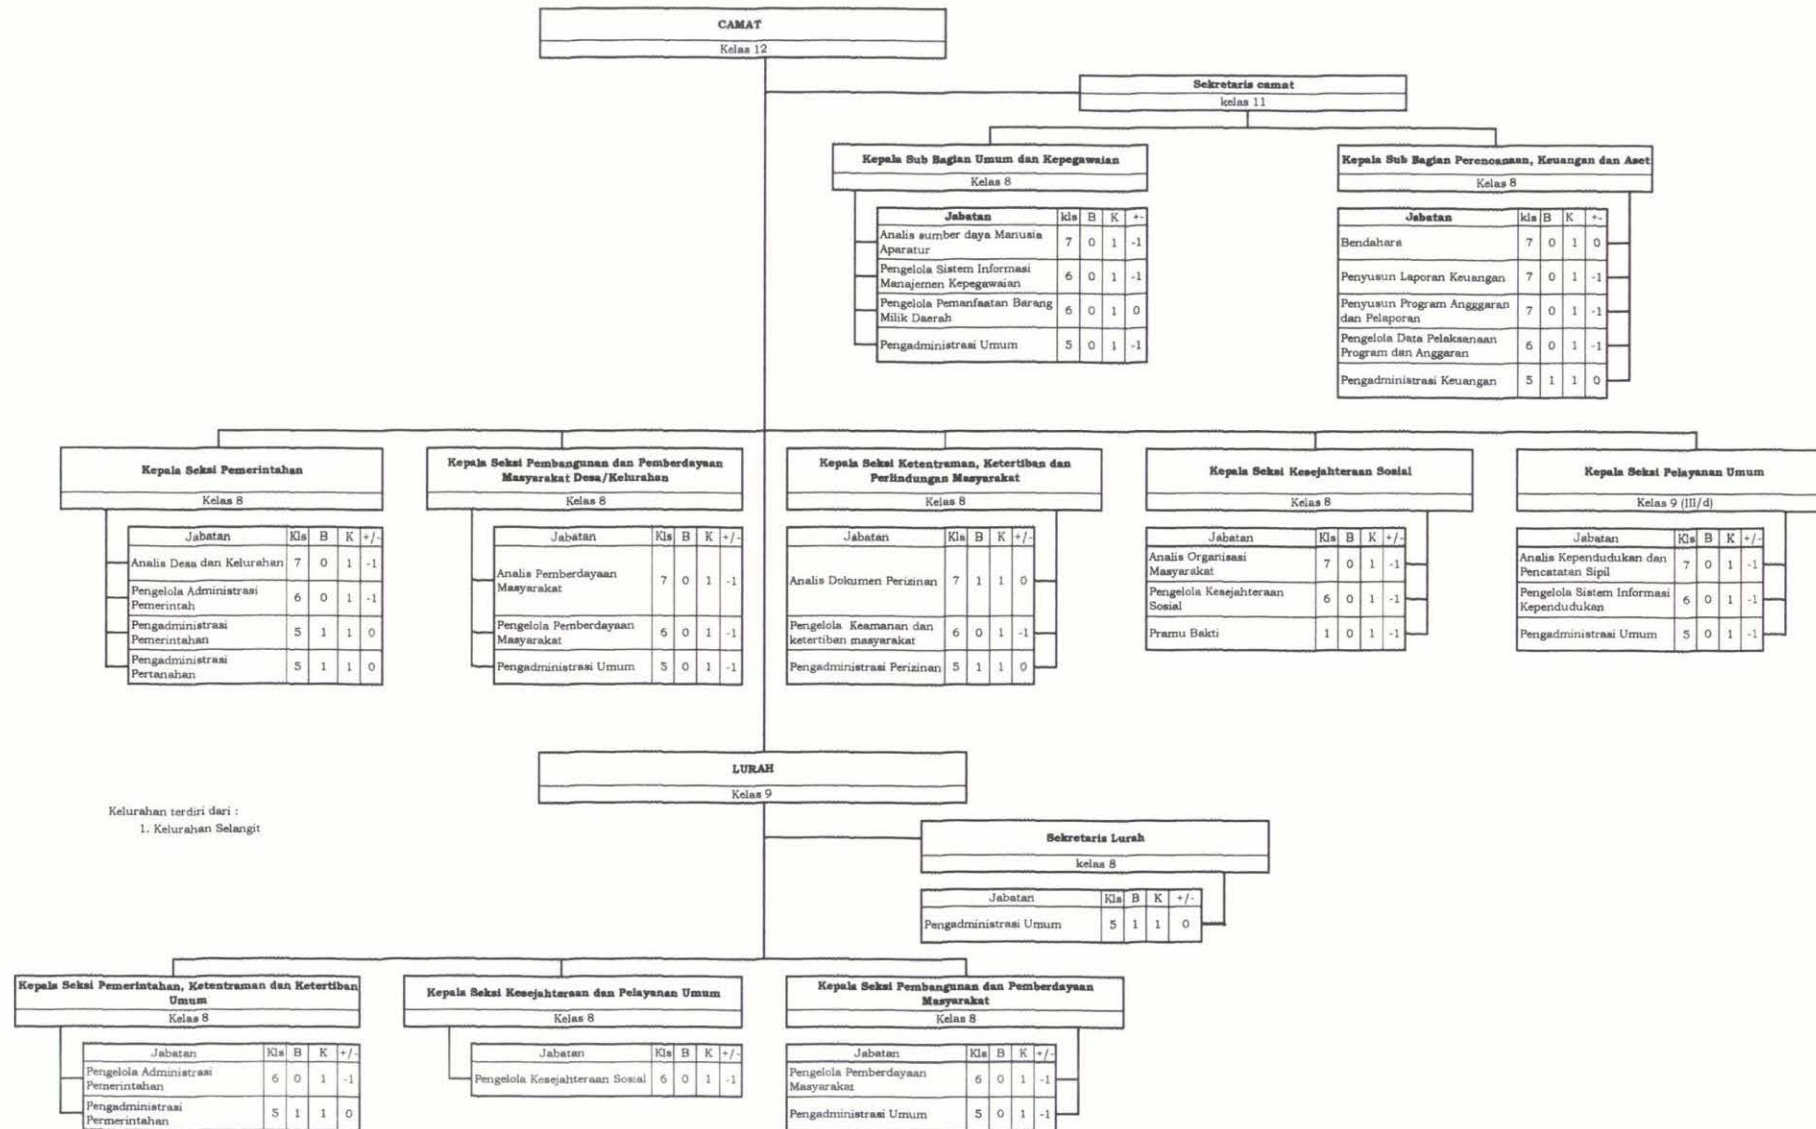 CAMAT
Kelas 12
Sekretaris camat
kelas 11
Kepala Sub Bagian Umum dan Kepegawaian
Kelas 8
Jabatan kls B K +-
Analis sumber daya Manusia
Aparatur 7 0 1 -1
Pengelola Sistem Informasi
Manajemen Kepegawaian 6 0 1 -1
Pengelola Pemanfaatan Barang
Milik Daerah 6 0 1 0
Pengadministrasi Umum 5 0 1 -1
Kepala Sub Bagian Perencanaan, Keuangan dan Aset
Kelas 8
Jabatan kls B K +-
Bendahara 7 0 1 0
Penyusun Laporan Keuangan 7 0 1 -1
Penyusun Program Angggaran
dan Pelaporan 7 0 1 -1
Pengelola Data Pelaksanaan
Program dan Anggaran 6 0 1 -1
Pengadministrasi Keuangan 5 1 1 0
Kepala Seksi Pemerintahan
Kelas 8
Jabatan Kls B K +/-
Analis Desa dan Kelurahan 7 0 1 -1
Pengelola Administrasi
Pemerintah 6 0 1 -1
Pengadministrasi
Pemerintahan 5 1 1 0
Pengadministrasi
Pertanahan 5 1 1 0
Kepala Seksi Pembangunan dan Pemberdayaan
Masyarakat Desa/Kelurahan
Kelas 8
Jabatan Kls B K +/-
Analis Pemberdayaan
Masyarakat 7 0 1 -1
Pengelola Pemberdayaan
Masyarakat 6 0 1 -1
Pengadministrasi Umum 5 0 1 -1
Kepala Seksi Ketentraman, Ketertiban dan
Perlindungan Masyarakat
Kelas 8
Jabatan Kls B K +/-
Analis Dokumen Perizinan 7 1 1 0
Pengelola Keamanan dan
ketertiban masyarakat 6 0 1 -1
Pengadministrasi Perizinan 5 1 1 0
Kepala Seksi Kesejahteraan Sosial
Kelas 8
Jabatan Kls B K +/-
Analis Organisasi
Masyarakat 7 0 1 -1
Pengelola Kesejahteraan
Sosial 6 0 1 -1
Pramu Bakti 1 0 1 -1
Kepala Seksi Pelayanan Umum
Kelas 9 (III/d)
Jabatan Kls B K +/-
Analis Kependudukan dan
Pencatatan Sipil 7 0 1 -1
Pengelola Sistem Informasi
Kependudukan 6 0 1 -1
Pengadministrasi Umum 5 0 1 -1
LURAH
Kelas 9
Kelurahan terdiri dari :
1. Kelurahan Selangit
Sekretaris Lurah
kelas 8
Jabatan Kls B K +/-
Pengadministrasi Umum 5 1 1 0
Kepala Seksi Pemerintahan, Ketentraman dan Ketertiban
Umum
Kelas 8
Jabatan Kls B K +/-
Pengelola Administrasi
Pemerintahan 6 0 1 -1
Pengadministrasi
Permerintahan 5 1 1 0
Kepala Seksi Kesejahteraan dan Pelayanan Umum
Kelas 8
Jabatan Kls B K +/-
Pengelola Kesejahteraan Sosial 6 0 1 -1
Kepala Seksi Pembangunan dan Pemberdayaan
Masyarakat
Kelas 8
Jabatan Kls B K +/-
Pengelola Pemberdayaan
Masyarakat 6 0 1 -1
Pengadministrasi Umum 5 0 1 -1